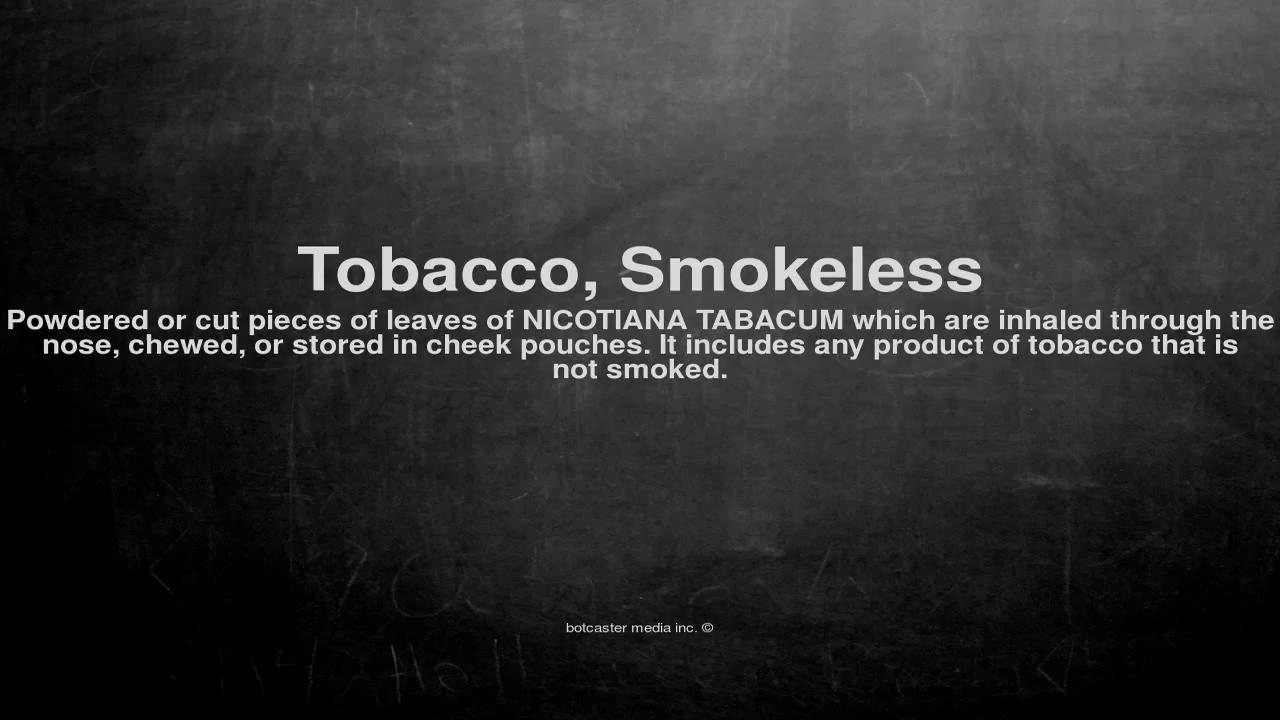 Tobacco, Smokeless
Powdered or cut pieces of leaves of NICOTIANA TABACUM which are inhaled through the
nose, chewed, or stored in cheek pouches. It includes any product of tobacco that is
not smoked.
botcaster media inc. ©